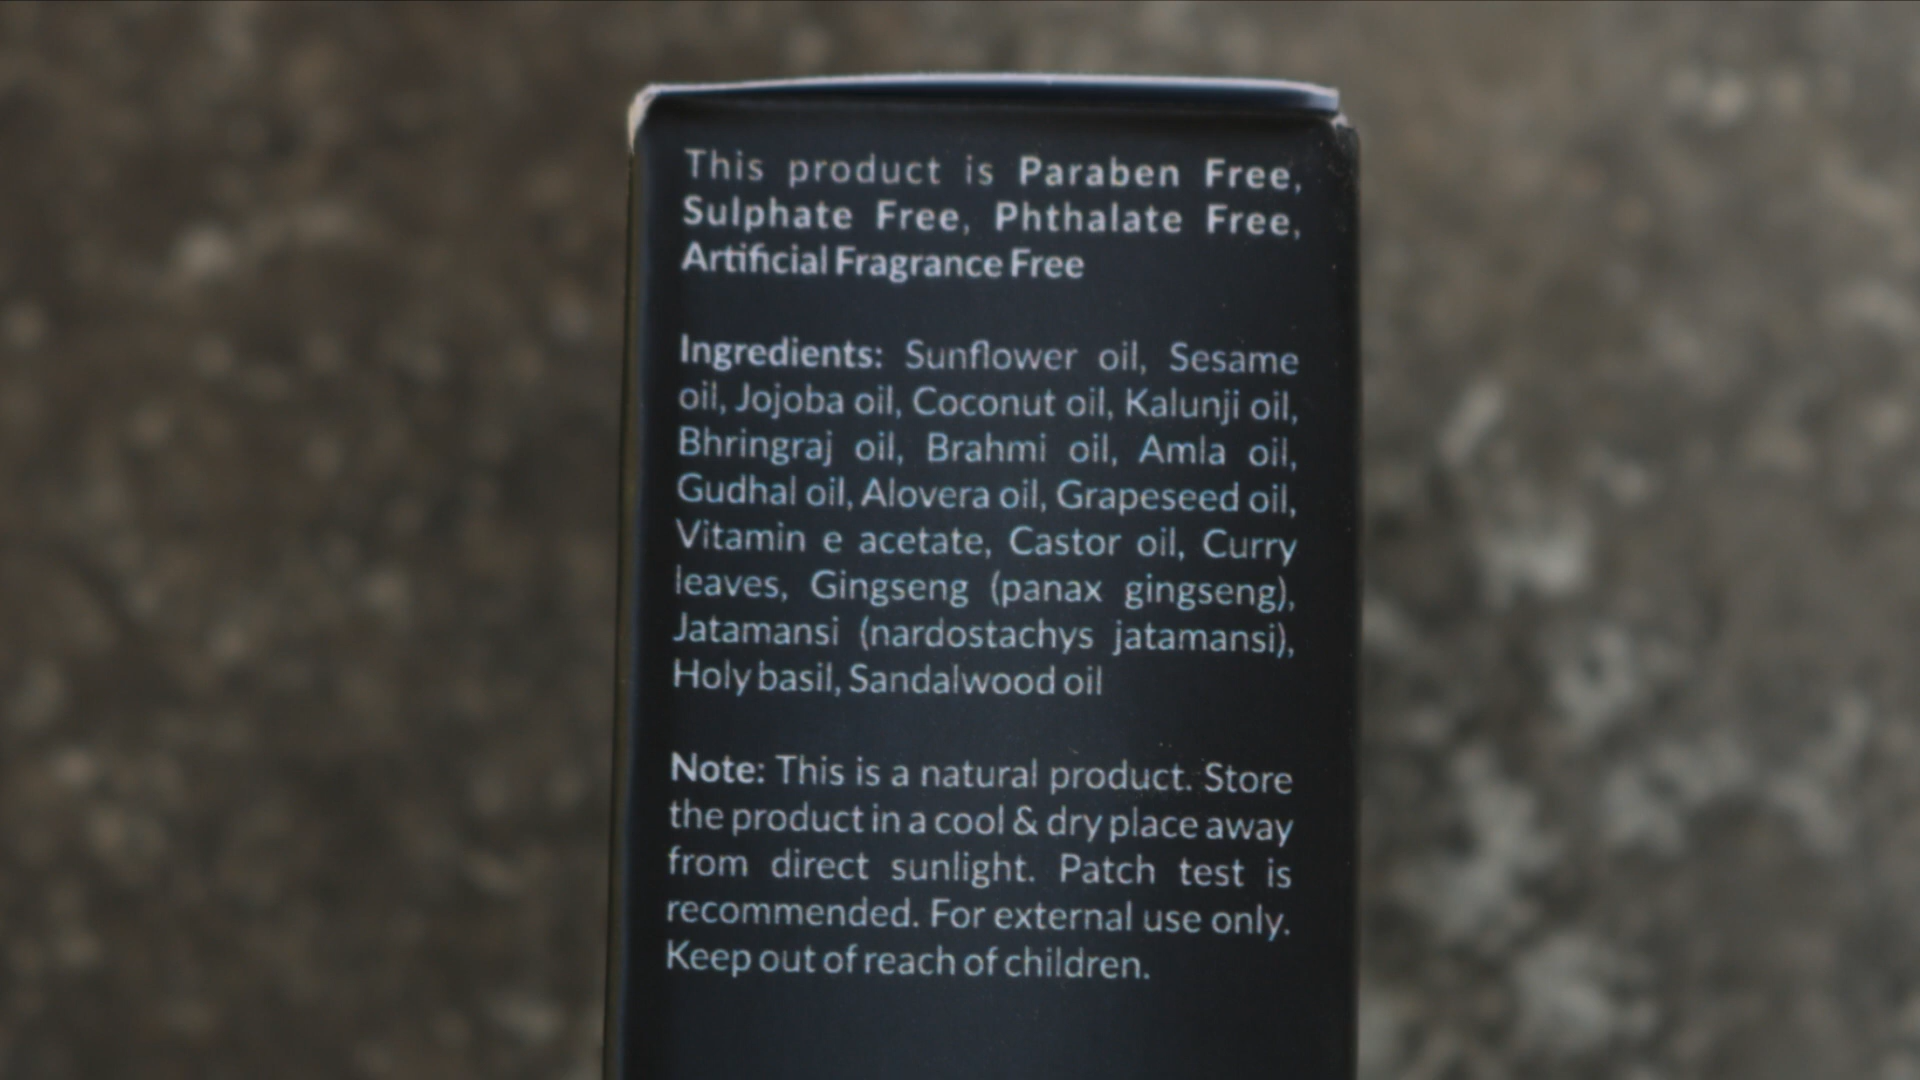 This product is Paraben Free,
Sulphate Free, Phthalate Free,
Artificial Fragrance Free
Ingredients: Sunflower oil, Sesame
oil, Jojoba oil, Coconut oil, Kalunji oil,
Bhringraj oil, Brahmi oil, Amla oil,
Gudhal oil, Alovera oil, Grapeseed oil,
Vitamin e acetate, Castor oil, Curry
leaves, Gingseng (panax gingseng),
Jatamansi (nardostachys jatamansi),
Holy basil, Sandalwood oil
Note: This is a natural product. Store
the product in a cool & dry place away
from direct sunlight. Patch test is
recommended. For external use only.
Keep out of reach of children.